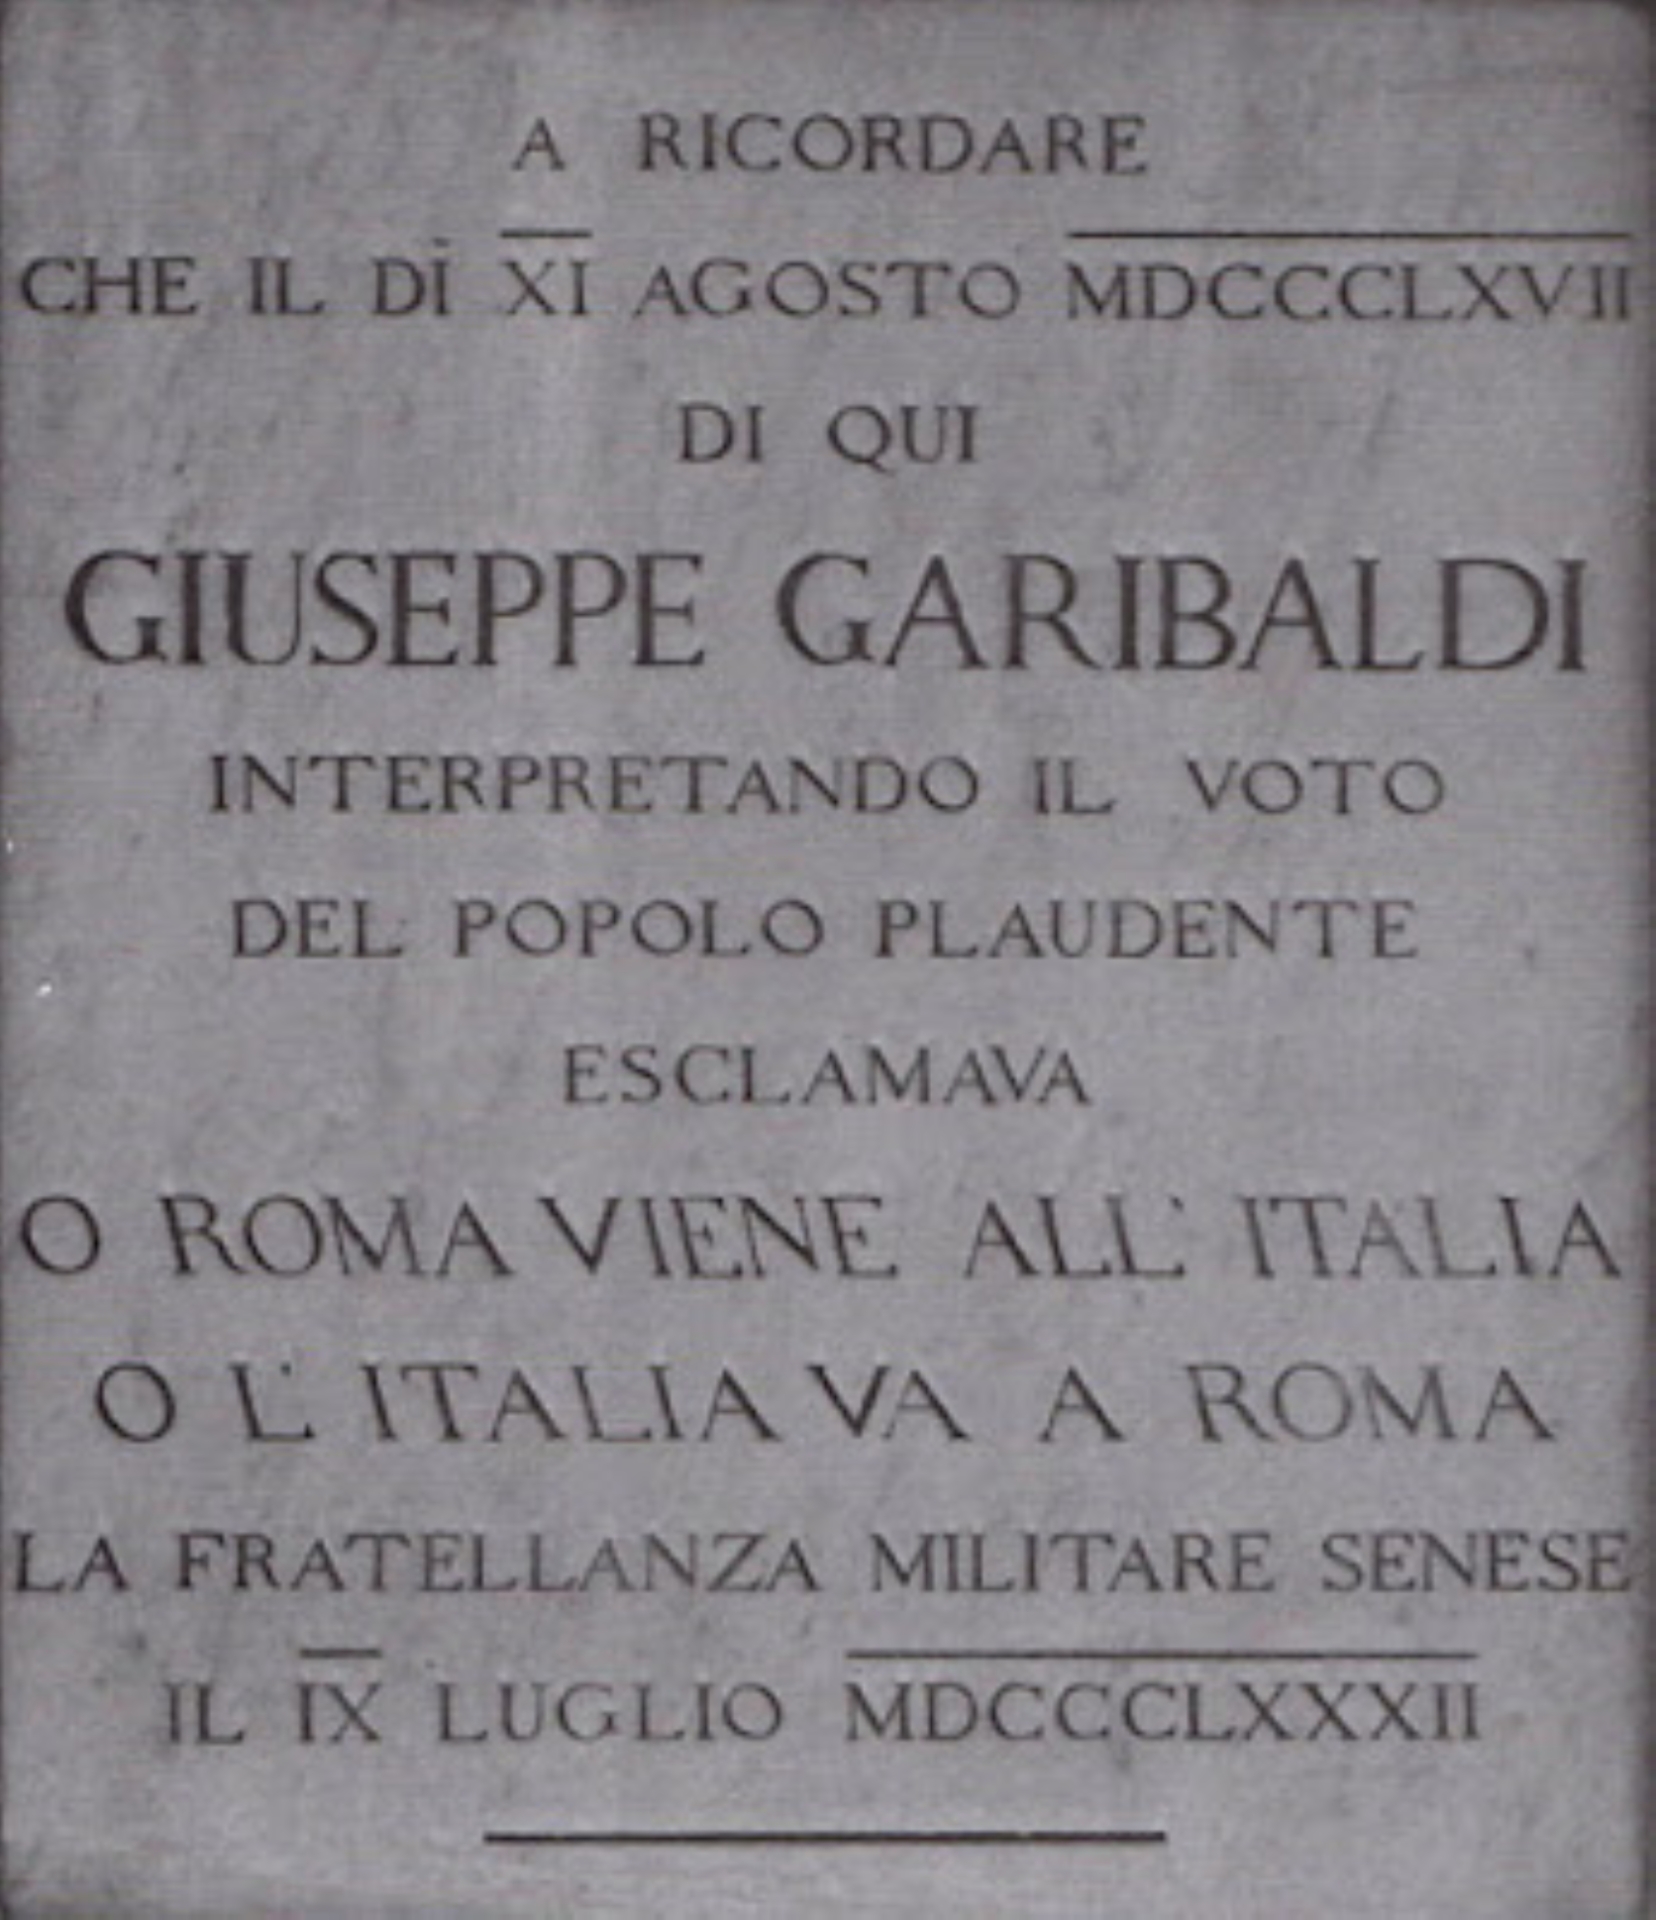 A RICORDARE
CHE IL DÌ XI AGOSTO MDCCCLXVII
DI QUI
GIUSEPPE GARIBALDI
INTERPRETANDO IL VOTO
DEL POPOLO PLAUDENTE
ESCLAMAVA
O ROMA VIENE ALL' ITALIA
O L' ITALIA VA A ROMA
LA FRATELLANZA MILITARE SENESE
IL IX LUGLIO MDCCCLXXXII